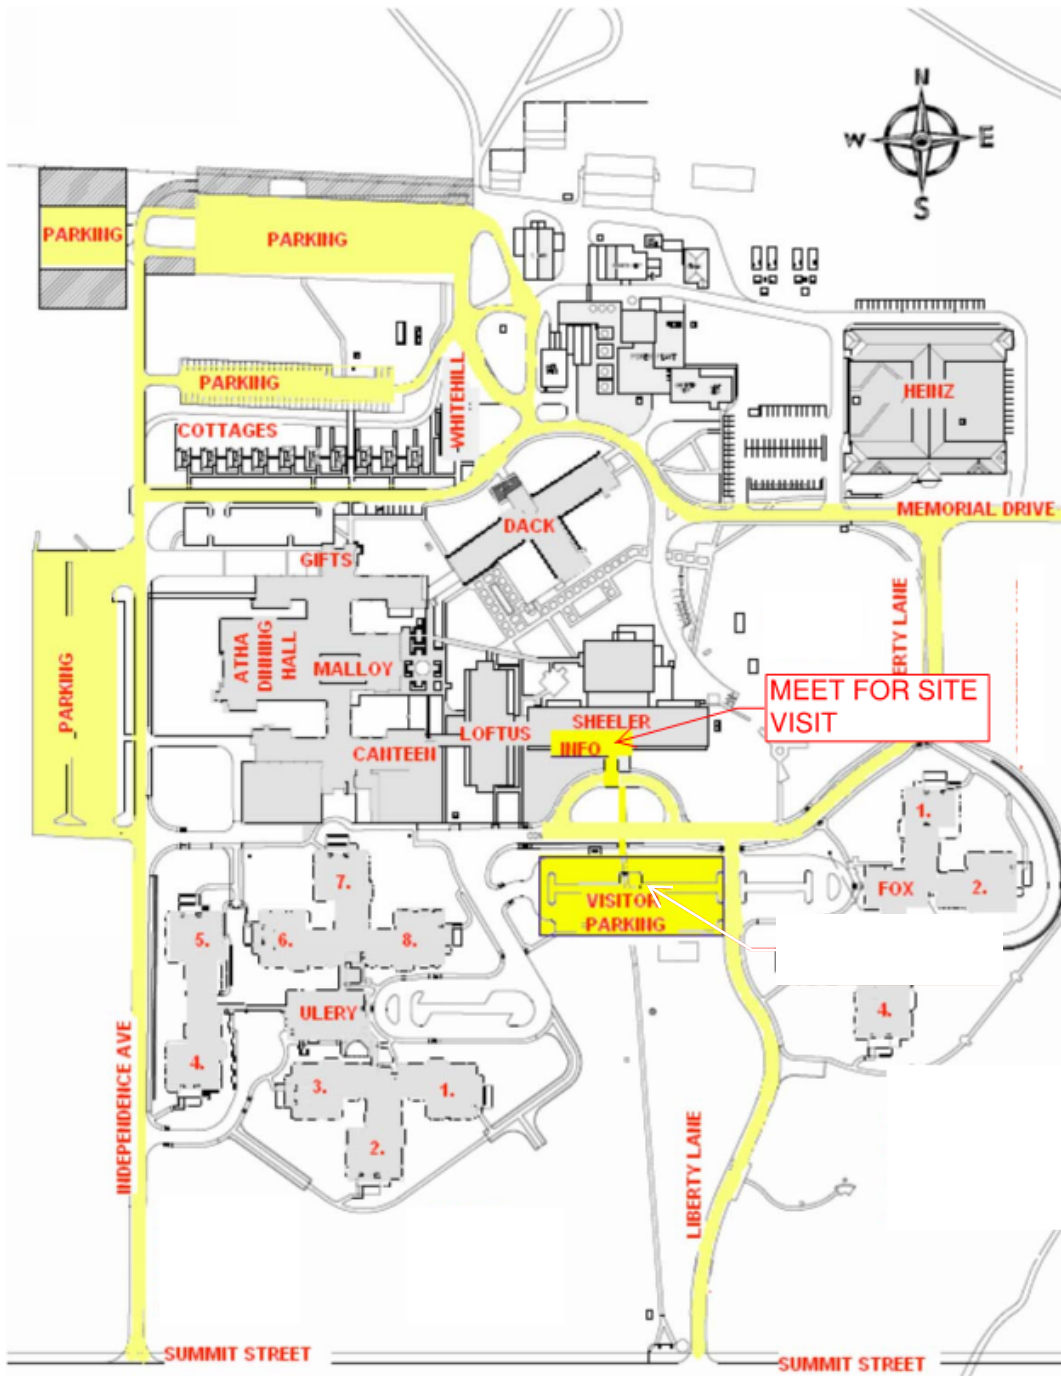 N
W E
S
PARKING
PARKING
PARKING
WHITEHILL
COTTAGES
HEINZ
MEMORIAL DRIVE
DACK
GIFTS
ATHA
DINNING
HALL
MALLOY
PARKING
ERTY LANE
MEET FOR SITE
VISIT
SHEELER
LOFTUS
INFO
CANTEEN
1.
FOX
2.
7.
VISITOR
PARKING
5.
6.
8.
4.
ULERY
4.
3.
1.
2.
INDEPENDENCE AVE
LIBERTY LANE
SUMMIT STREET
SUMMIT STREET